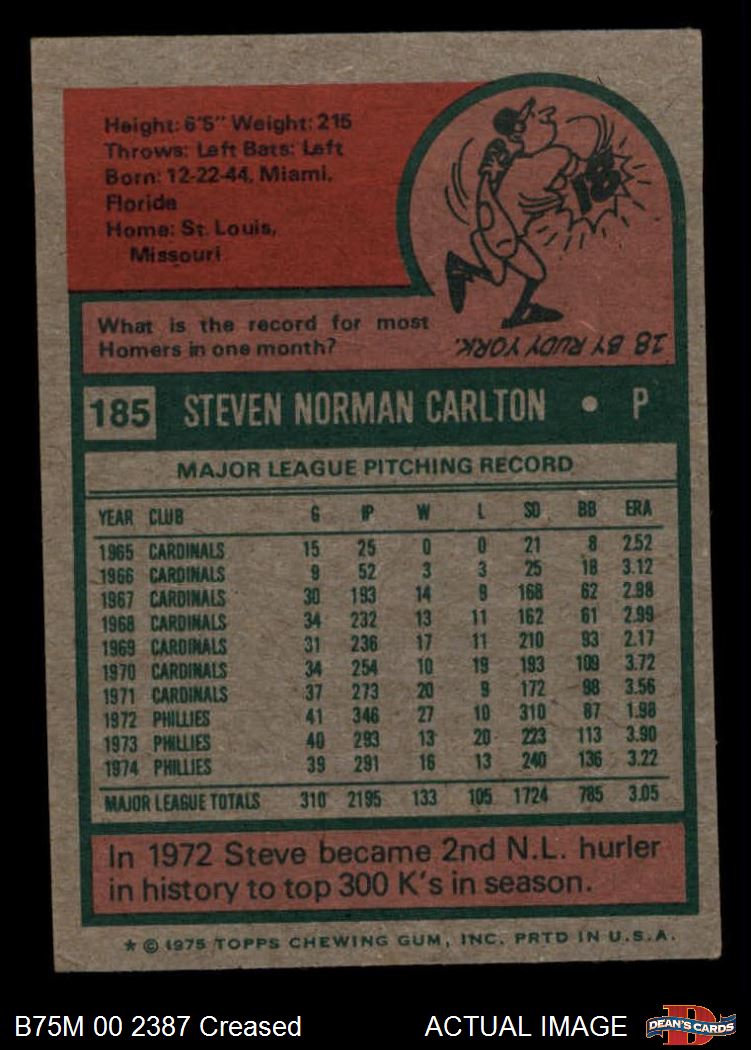 Height: 6'5" Weight: 215
Throws: Left Bats: Left
Born: 12-22-44, Miami,
Floride
Home: St. Louis,
Missouri
18
What is the record for most
Homers in one month?
18 BY RUDY YORK.
185 STEVEN NORMAN CARLTON • P
MAJOR LEAGUE PITCHING RECORD
YEAR CLUB G IP W L SO BB ERA
1965 CARDINALS 15 25 0 0 21 8 2.52
1966 CARDINALS 9 52 3 3 25 18 3.12
1967 CARDINALS 30 193 14 9 168 62 2.98
1968 CARDINALS 34 232 13 11 162 61 2.99
1969 CARDINALS 31 236 17 11 210 93 2.17
1970 CARDINALS 34 254 10 19 193 109 3.72
1971 CARDINALS 37 273 20 9 172 98 3.56
1972 PHILLIES 41 346 27 10 310 87 1.98
1973 PHILLIES 40 293 13 20 223 113 3.90
1974 PHILLIES 39 291 16 13 240 136 3.22
MAJOR LEAGUE TOTALS 310 2195 133 105 1724 785 3.05
In 1972 Steve became 2nd N.L. hurler
in history to top 300 K's in season.
* © 1975 TOPPS CHEWING GUM, INC. PRTD IN U.S.A.
B75M 00 2387 Creased ACTUAL IMAGE
D
DEAN'S CARDS